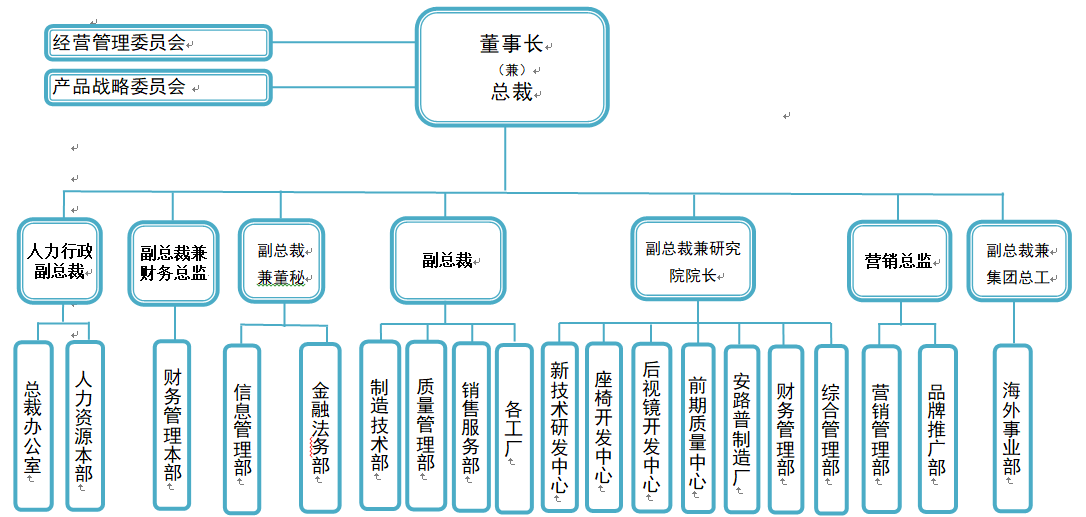 经营管理委员会
产品战略委员会
董事长
（兼）
总裁
人力行政
副总裁
副总裁兼
财务总监
副总裁
兼董秘
副总裁
副总裁兼研究
院院长
营销总监
副总裁兼
集团总工
总裁办公室
人力资源本部
财务管理本部
信息管理部
金融法务部
制造技术部
质量管理部
销售服务部
各工厂
新技术研发中心
座椅开发中心
后视镜开发中心
前期质量中心
安路普制造厂
财务管理部
综合管理部
营销管理部
品牌推广部
海外事业部